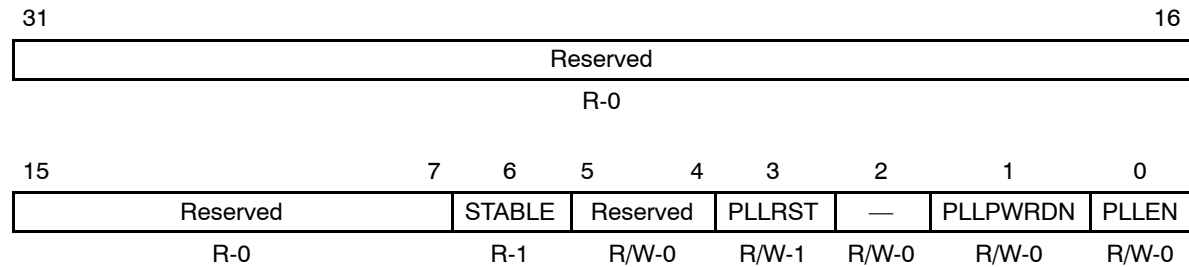 31 16
Reserved
R-0
15 7 6 5 4 3 2 1 0
Reserved STABLE Reserved PLLRST — PLLPWRDN PLLEN
R-0 R-1 R/W-0 R/W-1 R/W-0 R/W-0 R/W-0